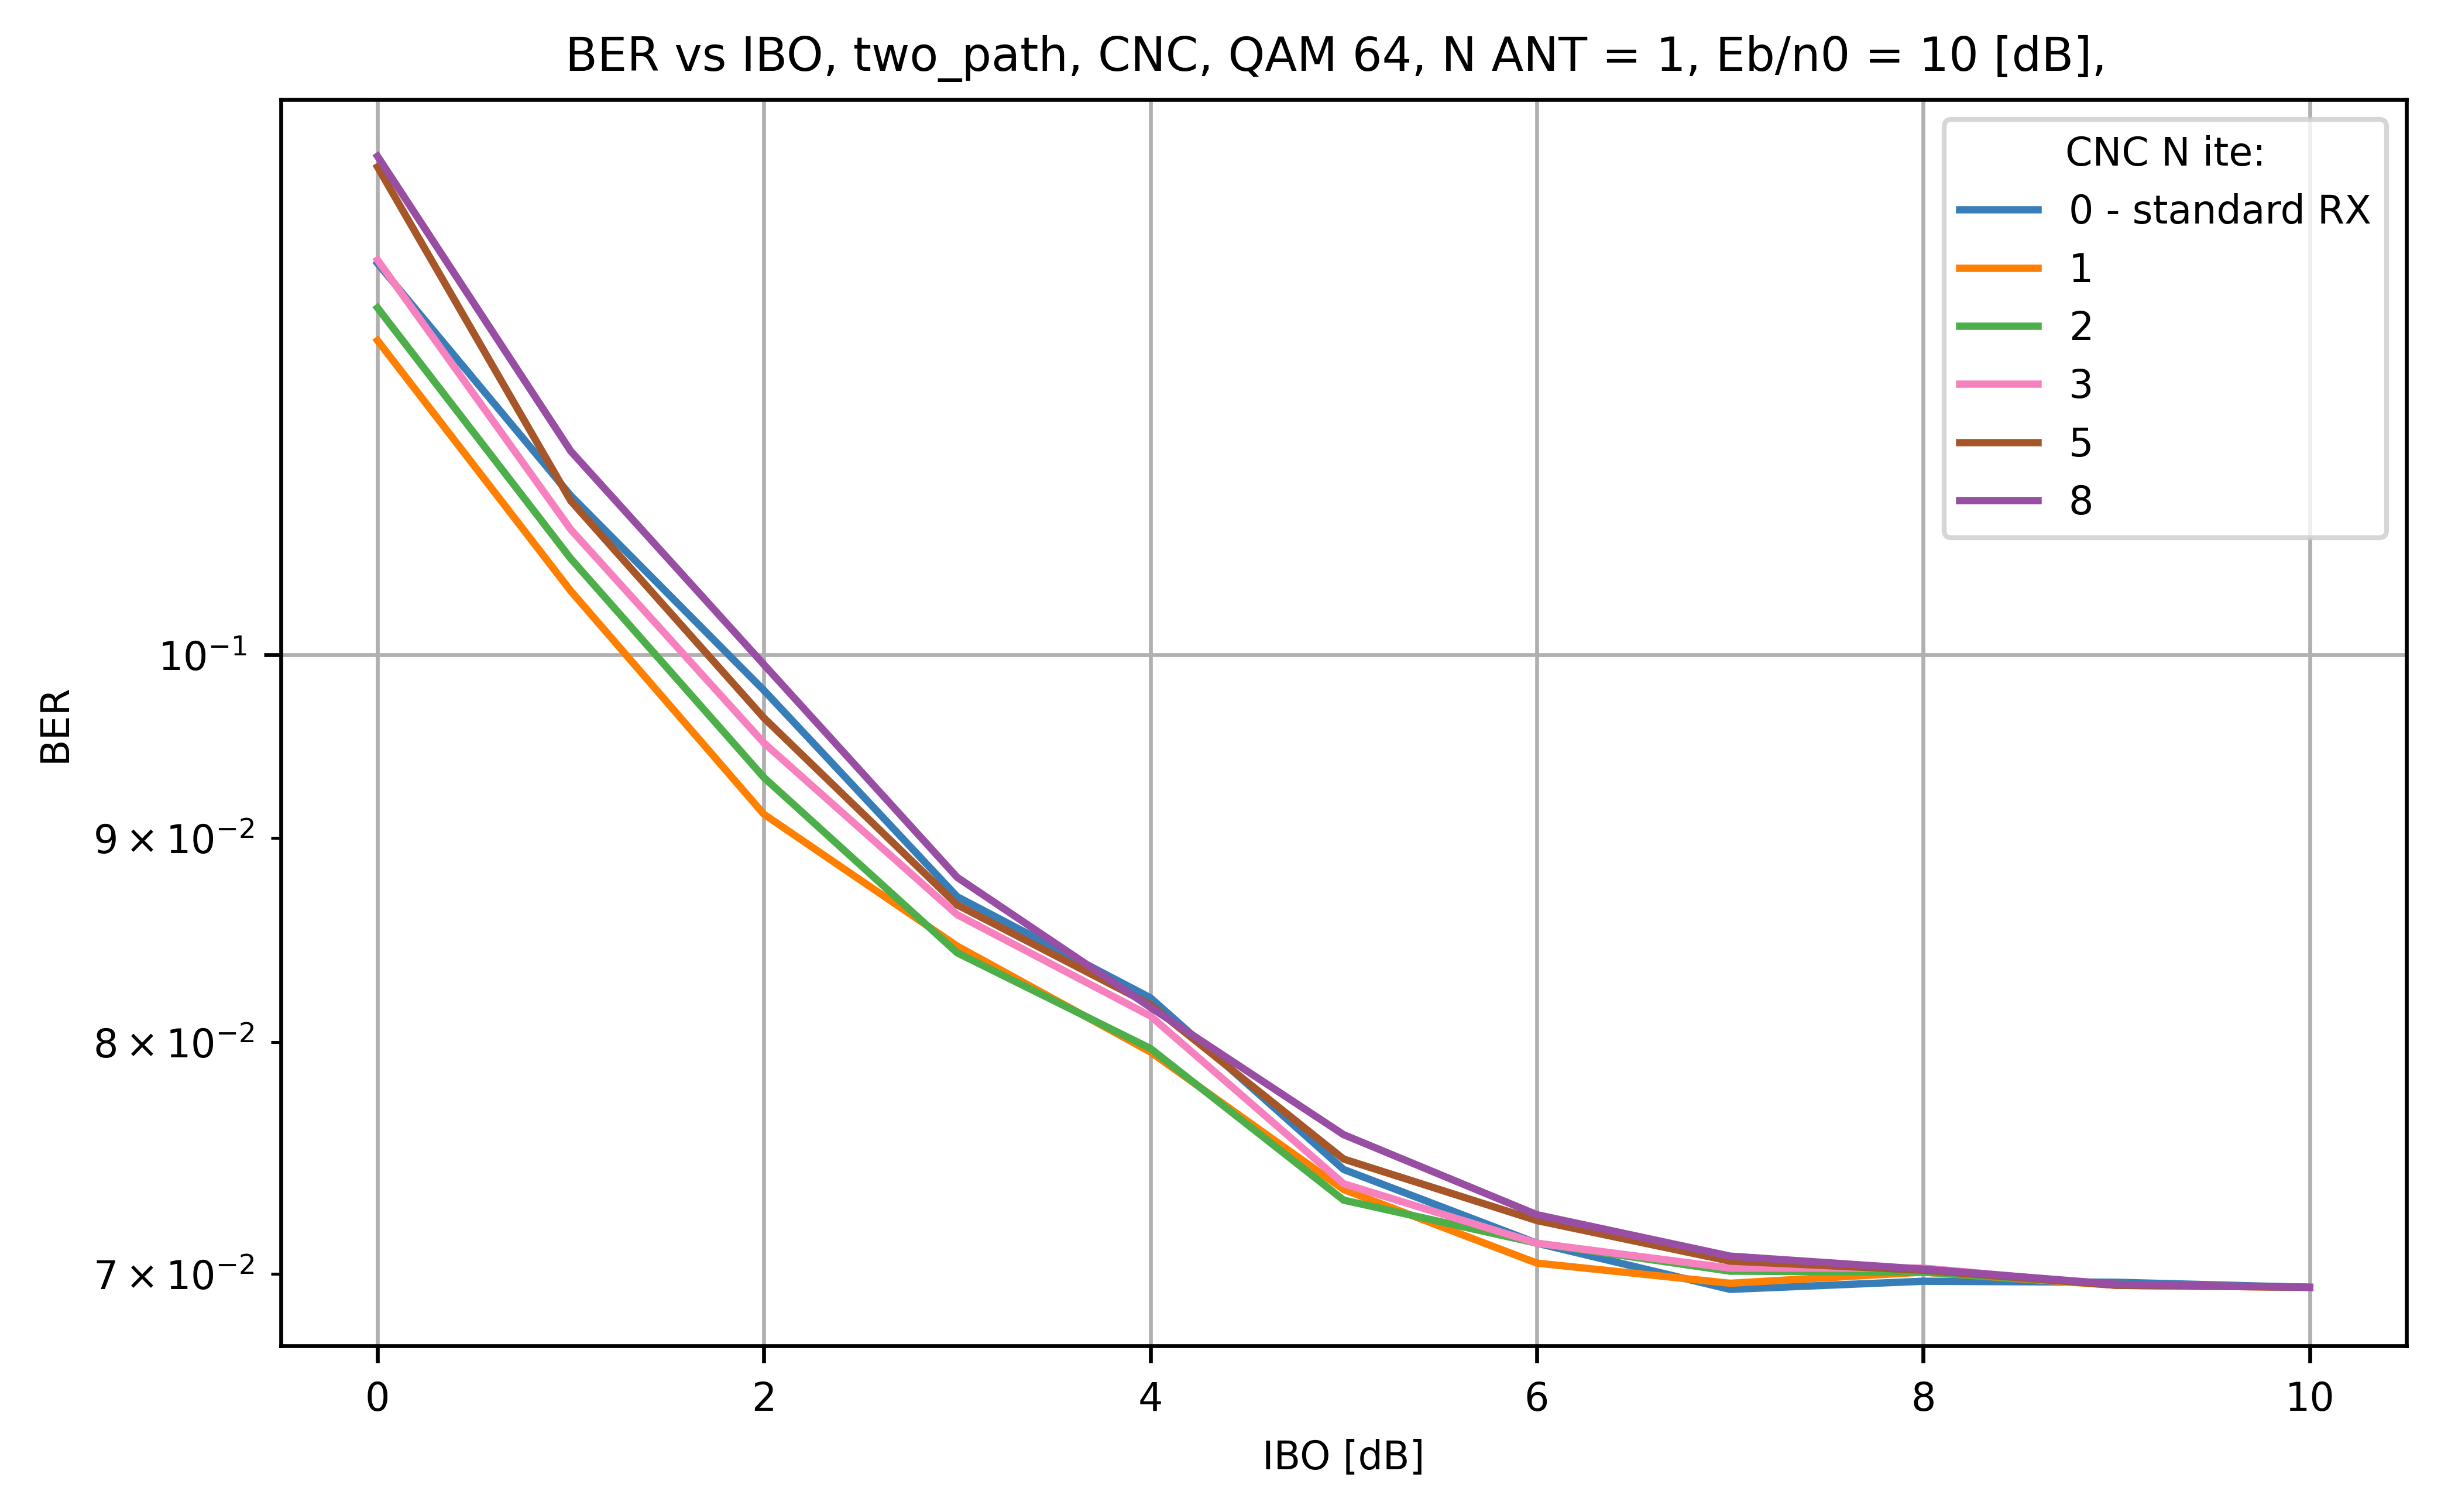 BER vs IBO, two_path, CNC, QAM 64, N ANT = 1, Eb/n0 = 10 [dB],
CNC N ite:
0 - standard RX
1
2
3
5
8
10⁻¹
9 × 10⁻²
8 × 10⁻²
7 × 10⁻²
BER
0 2 4 6 8 10
IBO [dB]